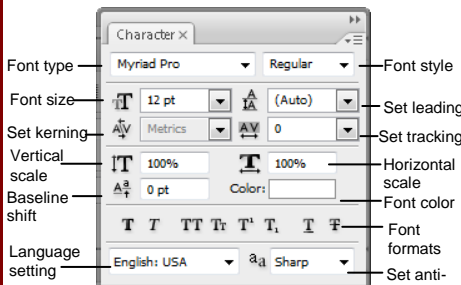 Character ×
Font type Myriad Pro Regular Font style
Font size 12 pt (Auto) Set leading
Set kerning Metrics 0 Set tracking
Vertical scale 100% 100% Horizontal scale
Baseline shift 0 pt Color: Font color
T T TT Tr T¹ T₁ T T Font formats
Language setting English: USA aa Sharp Set anti-